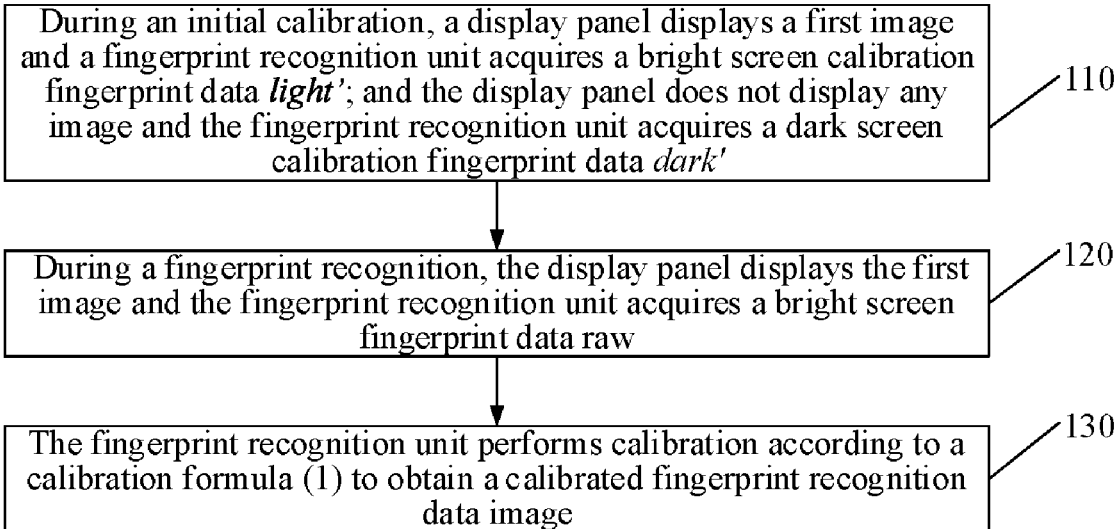 During an initial calibration, a display panel displays a first image
and a fingerprint recognition unit acquires a bright screen calibration
fingerprint data light’; and the display panel does not display any
image and the fingerprint recognition unit acquires a dark screen
calibration fingerprint data dark'
110
During a fingerprint recognition, the display panel displays the first
image and the fingerprint recognition unit acquires a bright screen
fingerprint data raw
120
The fingerprint recognition unit performs calibration according to a
calibration formula (1) to obtain a calibrated fingerprint recognition
data image
130